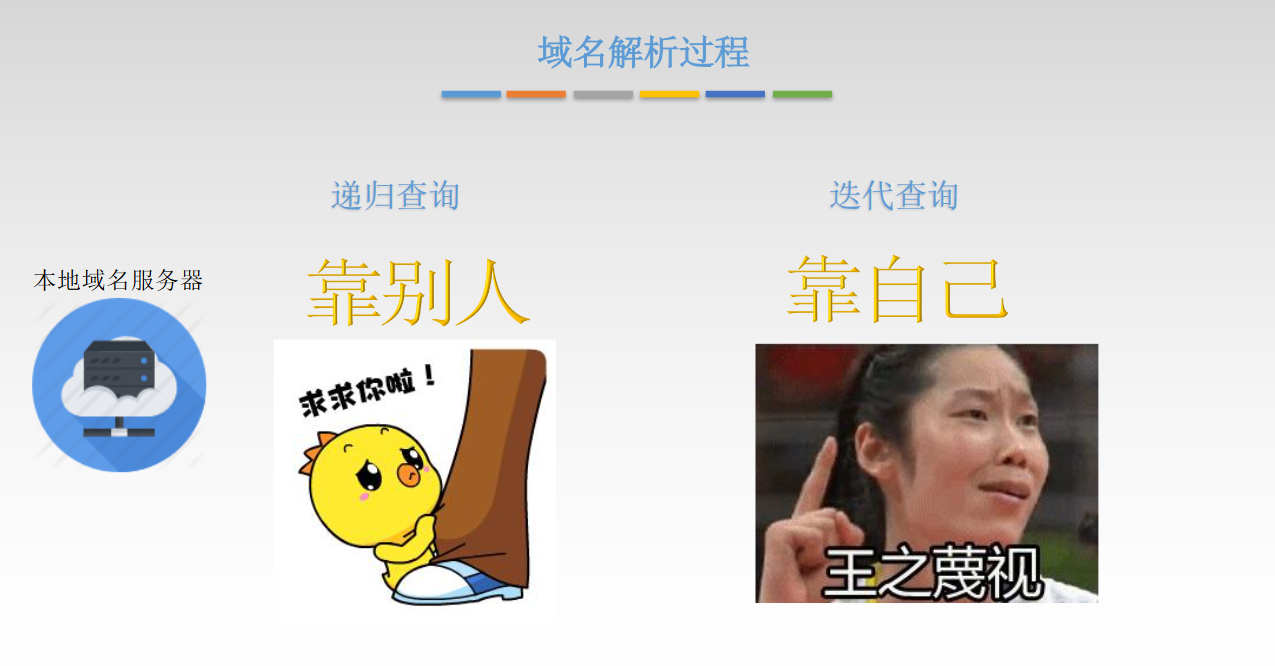 域名解析过程
递归查询
迭代查询
本地域名服务器
靠别人
靠自己
求求你啦！
王之蔑视